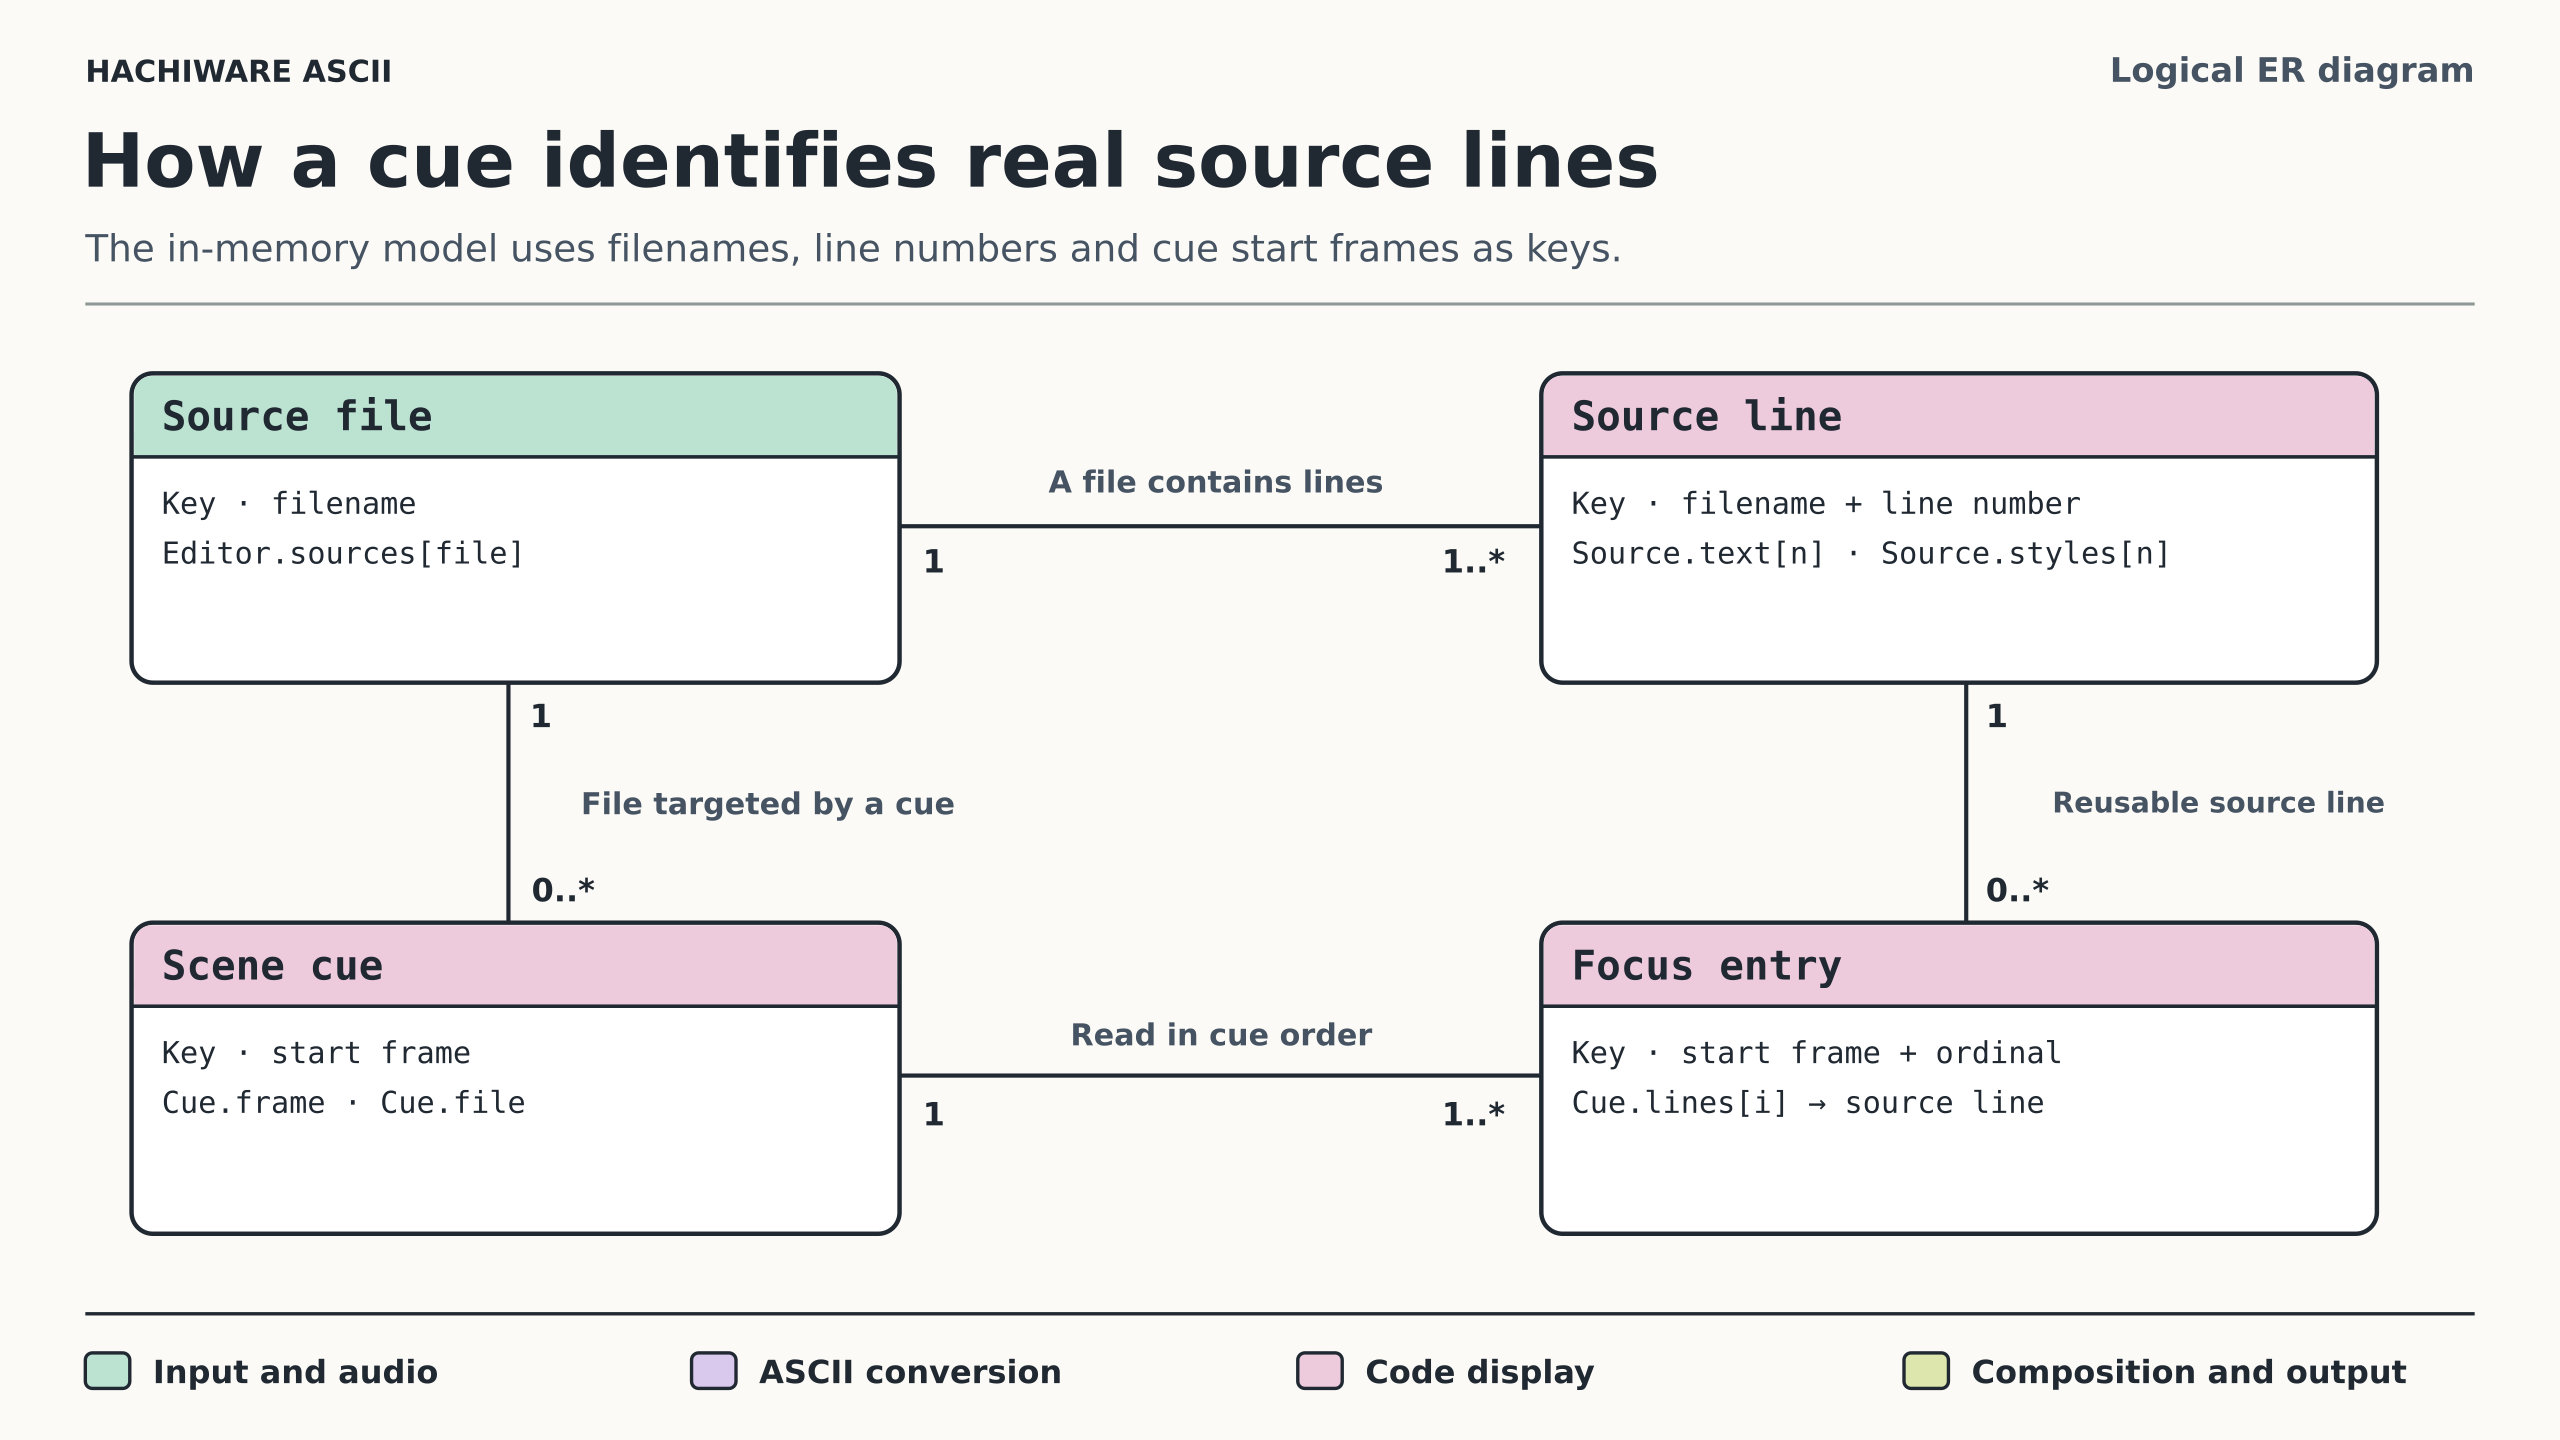 HACHIWARE ASCII
Logical ER diagram
How a cue identifies real source lines
The in-memory model uses filenames, line numbers and cue start frames as keys.
Source file
Key · filename
Editor.sources[file]
A file contains lines
1
1..*
Source line
Key · filename + line number
Source.text[n] · Source.styles[n]
1
File targeted by a cue
0..*
1
Reusable source line
0..*
Scene cue
Key · start frame
Cue.frame · Cue.file
Read in cue order
1
1..*
Focus entry
Key · start frame + ordinal
Cue.lines[i] → source line
Input and audio
ASCII conversion
Code display
Composition and output